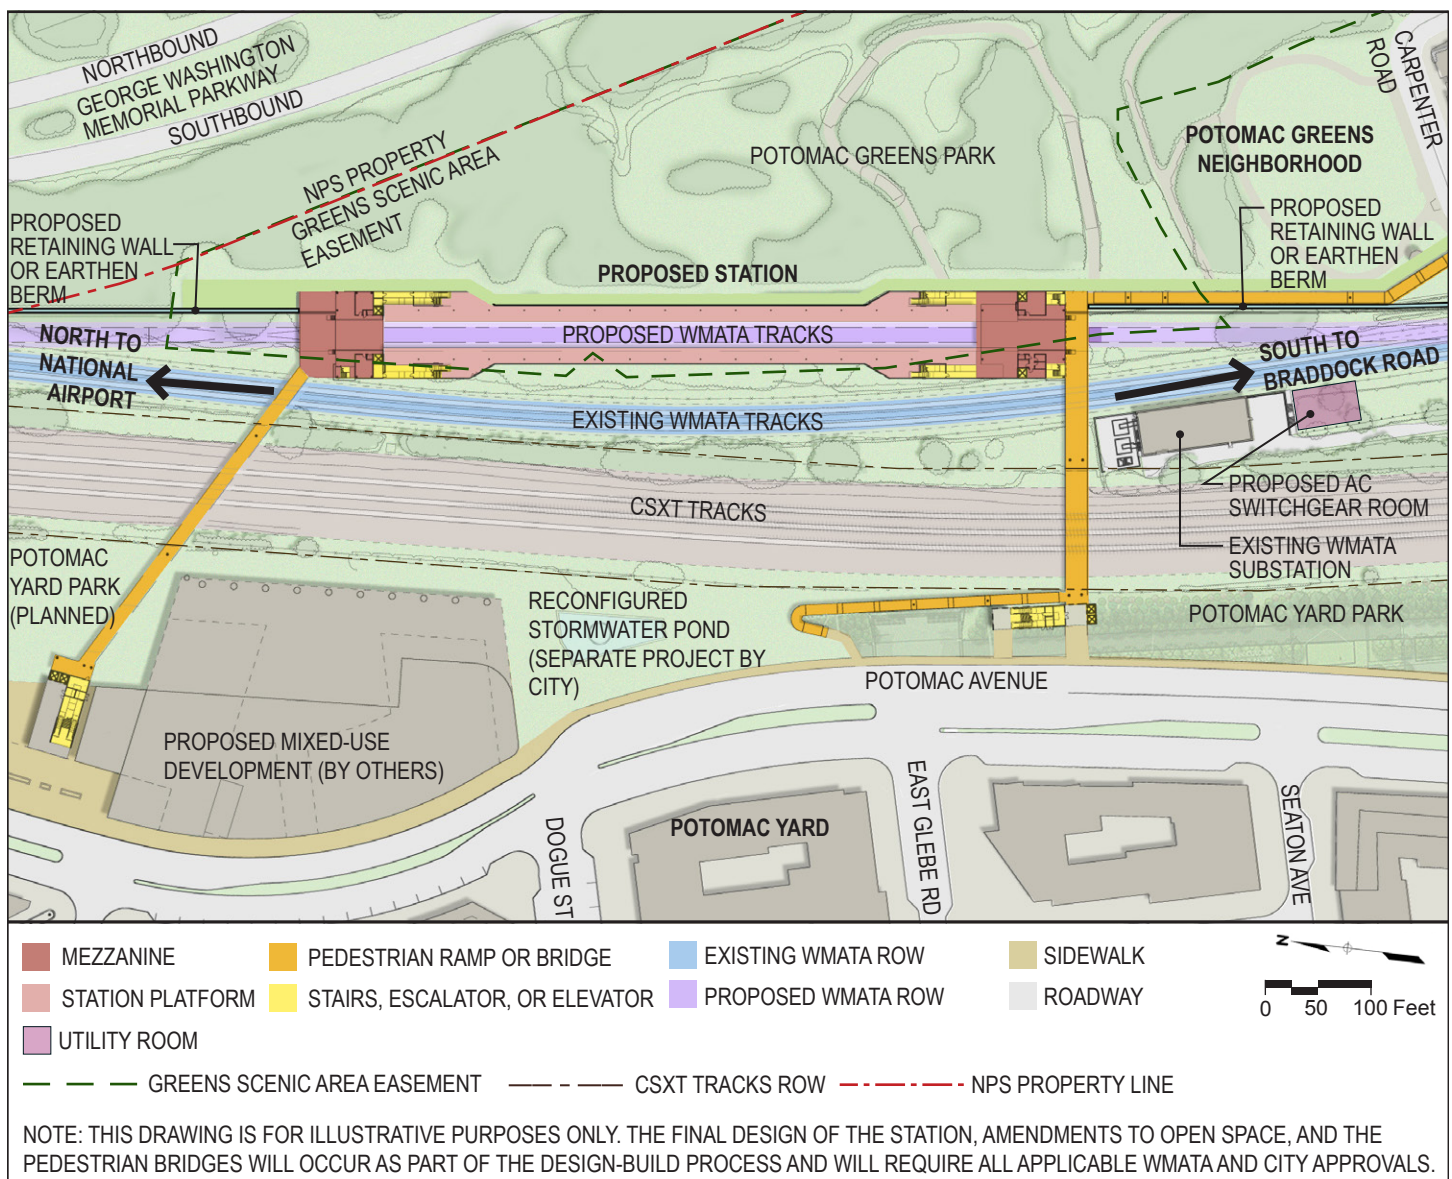 NORTHBOUND
GEORGE WASHINGTON
MEMORIAL PARKWAY
SOUTHBOUND
CARPENTER
ROAD
NPS PROPERTY
GREENS SCENIC AREA
EASEMENT
POTOMAC GREENS PARK
POTOMAC GREENS
NEIGHBORHOOD
PROPOSED
RETAINING WALL
OR EARTHEN
BERM
PROPOSED
RETAINING WALL
OR EARTHEN
BERM
PROPOSED STATION
PROPOSED WMATA TRACKS
NORTH TO
NATIONAL
AIRPORT
SOUTH TO
BRADDOCK ROAD
EXISTING WMATA TRACKS
CSXT TRACKS
PROPOSED AC
SWITCHGEAR ROOM
EXISTING WMATA
SUBSTATION
POTOMAC
YARD PARK
(PLANNED)
RECONFIGURED
STORMWATER POND
(SEPARATE PROJECT BY
CITY)
POTOMAC YARD PARK
POTOMAC AVENUE
PROPOSED MIXED-USE
DEVELOPMENT (BY OTHERS)
DOGUE ST
POTOMAC YARD
EAST GLEBE RD
SEATON AVE
MEZZANINE
PEDESTRIAN RAMP OR BRIDGE
EXISTING WMATA ROW
SIDEWALK
STATION PLATFORM
STAIRS, ESCALATOR, OR ELEVATOR
PROPOSED WMATA ROW
ROADWAY
UTILITY ROOM
N
0 50 100 Feet
GREENS SCENIC AREA EASEMENT
CSXT TRACKS ROW
NPS PROPERTY LINE
NOTE: THIS DRAWING IS FOR ILLUSTRATIVE PURPOSES ONLY. THE FINAL DESIGN OF THE STATION, AMENDMENTS TO OPEN SPACE, AND THE
PEDESTRIAN BRIDGES WILL OCCUR AS PART OF THE DESIGN-BUILD PROCESS AND WILL REQUIRE ALL APPLICABLE WMATA AND CITY APPROVALS.